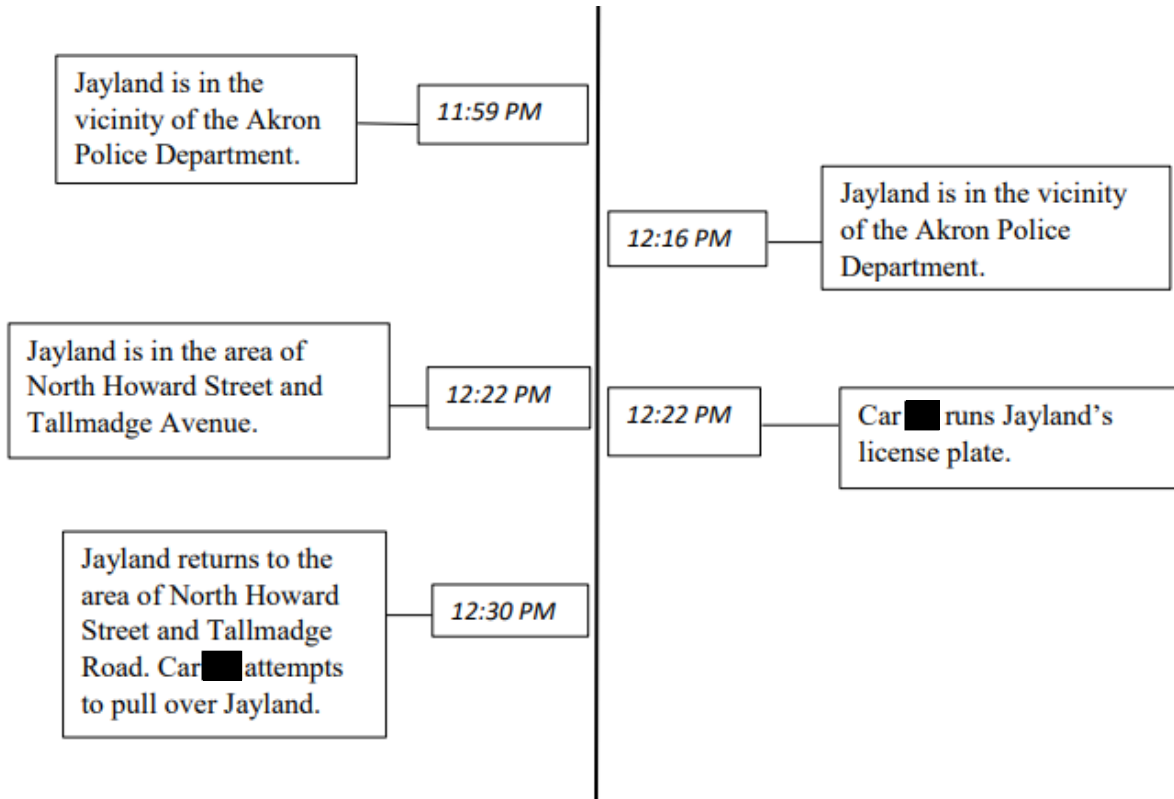 Jayland is in the
vicinity of the Akron
Police Department.
11:59 PM
12:16 PM
Jayland is in the vicinity
of the Akron Police
Department.
Jayland is in the area of
North Howard Street and
Tallmadge Avenue.
12:22 PM
12:22 PM
Car runs Jayland’s
license plate.
Jayland returns to the
area of North Howard
Street and Tallmadge
Road. Car attempts
to pull over Jayland.
12:30 PM